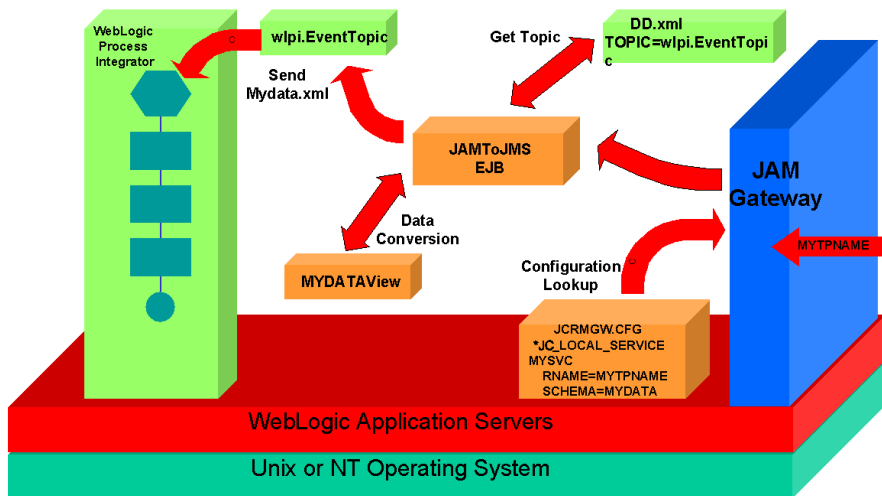 WebLogic
Process
Integrator
wlpi.EventTopic
Send
Mydata.xml
Get Topic
DD.xml
TOPIC=wlpi.EventTopi
c
JAMToJMS
EJB
JAM
Gateway
MYTPNAME
Data
Conversion
MYDATAView
Configuration
Lookup
JCRMGW.CFG
*JC_LOCAL_SERVICE
MYSVC
RNAME=MYTPNAME
SCHEMA=MYDATA
WebLogic Application Servers
Unix or NT Operating System